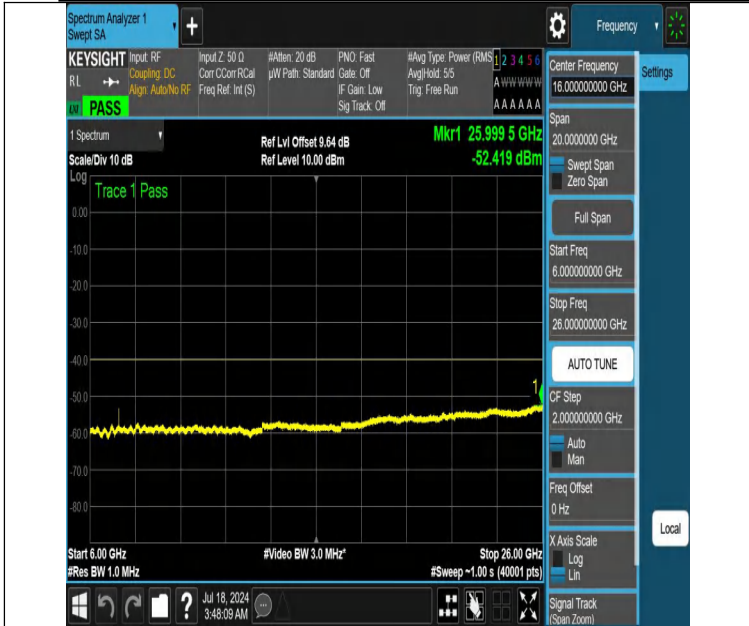 Spectrum Analyzer 1
Swept SA
Frequency
KEYSIGHT
RL
PASS
Input: RF
Coupling: DC
Align: Auto/No RF
Input Z: 50 Ω
Corr CCorr RCal
Freq Ref: Int (S)
#Atten: 20 dB
µW Path: Standard
PNO: Fast
Gate: Off
IF Gain: Low
Sig Track: Off
#Avg Type: Power (RMS
Avg|Hold: 5/5
Trig: Free Run
1 2 3 4 5 6
A W W W W W
A A A A A A
1 Spectrum
Scale/Div 10 dB
Ref Lvl Offset 9.64 dB
Ref Level 10.00 dBm
Mkr1 25.999 5 GHz
-52.419 dBm
Log
Trace 1 Pass
0.00
-10.0
-20.0
-30.0
-40.0
-50.0
-60.0
-70.0
-80.0
1
Start 6.00 GHz
#Res BW 1.0 MHz
#Video BW 3.0 MHz*
Stop 26.00 GHz
#Sweep ~1.00 s (40001 pts)
Jul 18, 2024
3:48:09 AM
Center Frequency
16.000000000 GHz
Settings
Span
20.0000000 GHz
Swept Span
Zero Span
Full Span
Start Freq
6.000000000 GHz
Stop Freq
26.000000000 GHz
AUTO TUNE
CF Step
2.000000000 GHz
Auto
Man
Freq Offset
0 Hz
X Axis Scale
Log
Lin
Signal Track
(Span Zoom)
Local